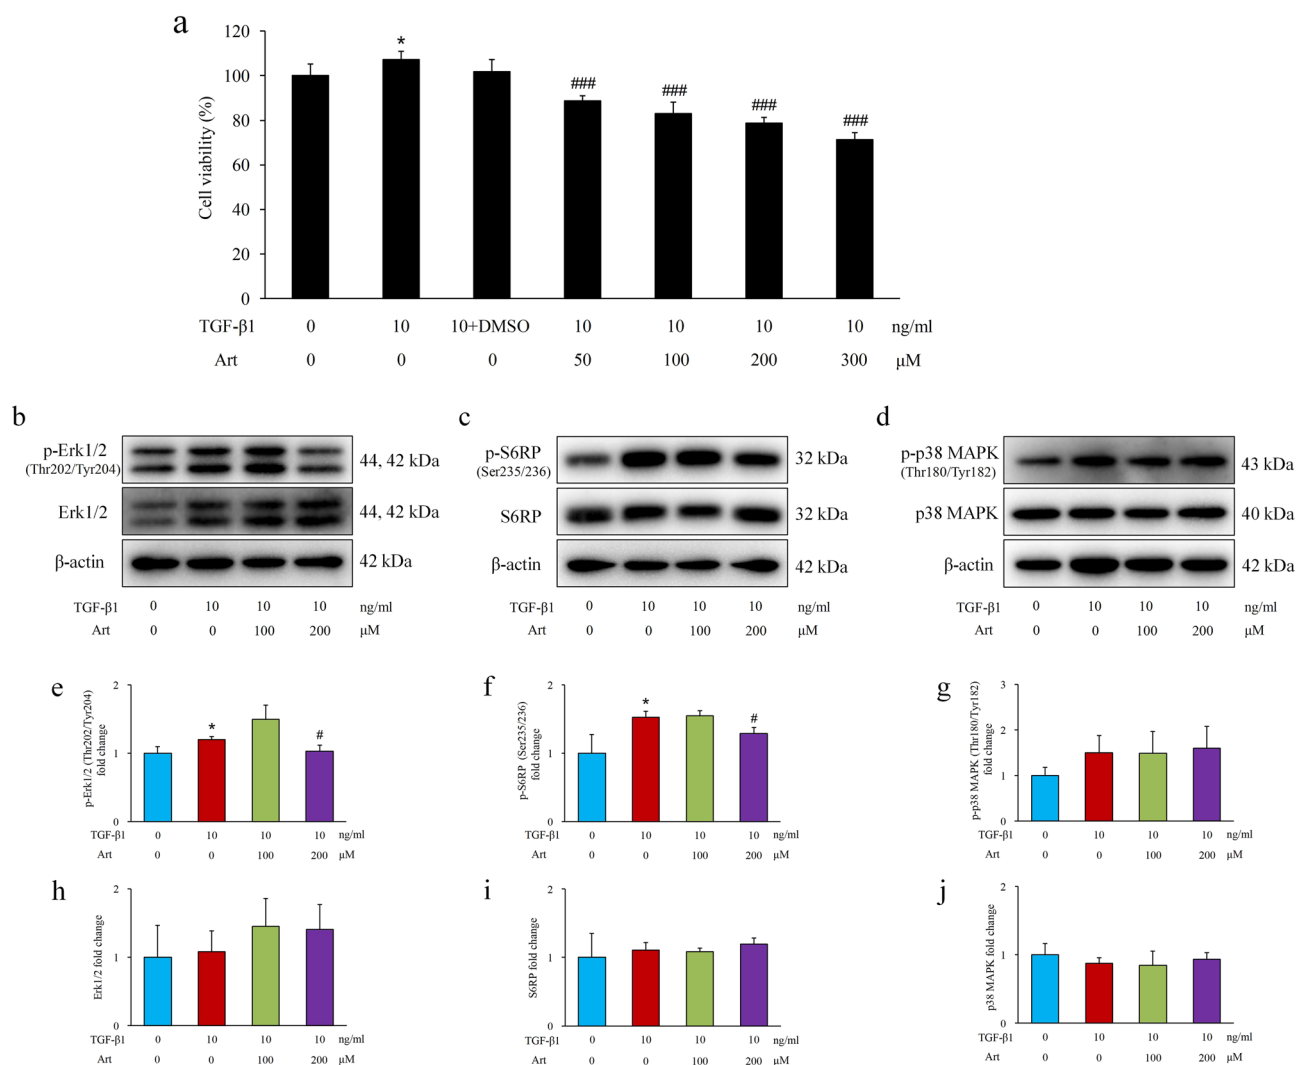 a
120
100
80
60
40
20
0
Cell viability (%)
*
###
###
###
###
TGF-β1 0 10 10+DMSO 10 10 10 10 ng/ml
Art 0 0 0 50 100 200 300 μM
b
p-Erk1/2
(Thr202/Tyr204)
44, 42 kDa
Erk1/2
44, 42 kDa
β-actin
42 kDa
TGF-β1 0 10 10 10 ng/ml
Art 0 0 100 200 μM
c
p-S6RP
(Ser235/236)
32 kDa
S6RP
32 kDa
β-actin
42 kDa
TGF-β1 0 10 10 10 ng/ml
Art 0 0 100 200 μM
d
p-p38 MAPK
(Thr180/Tyr182)
43 kDa
p38 MAPK
40 kDa
β-actin
42 kDa
TGF-β1 0 10 10 10 ng/ml
Art 0 0 100 200 μM
e
p-Erk1/2 (Thr202/Tyr204)
fold change
2
1
0
*
#
TGF-β1 0 10 10 10 ng/ml
Art 0 0 100 200 μM
f
p-S6RP (Ser235/236)
fold change
2
1
0
*
#
TGF-β1 0 10 10 10 ng/ml
Art 0 0 100 200 μM
g
p-p38 MAPK (Thr180/Tyr182)
fold change
3
2
1
0
TGF-β1 0 10 10 10 ng/ml
Art 0 0 100 200 μM
h
Erk1/2 fold change
2
1
0
TGF-β1 0 10 10 10 ng/ml
Art 0 0 100 200 μM
i
S6RP fold change
2
1
0
TGF-β1 0 10 10 10 ng/ml
Art 0 0 100 200 μM
j
p38 MAPK fold change
2
1
0
TGF-β1 0 10 10 10 ng/ml
Art 0 0 100 200 μM